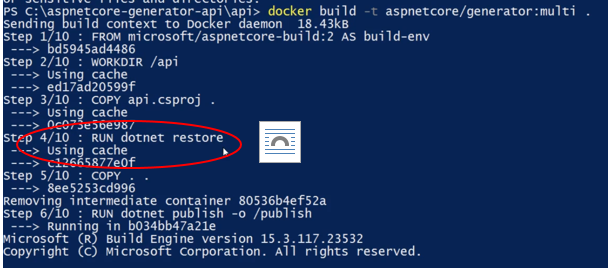 or sensitive files and directories.
PS C:\aspnetcore-generator-api\api> docker build -t aspnetcore/generator:multi .
Sending build context to Docker daemon  18.43kB
Step 1/10 : FROM microsoft/aspnetcore-build:2 AS build-env
 ---> bd5945ad4486
Step 2/10 : WORKDIR /api
 ---> Using cache
 ---> ed17ad20599f
Step 3/10 : COPY api.csproj .
 ---> Using cache
 ---> 0c073e56e987
Step 4/10 : RUN dotnet restore
 ---> Using cache
 ---> c12665877e0f
Step 5/10 : COPY . .
 ---> 8ee5253cd996
Removing intermediate container 80536b4ef52a
Step 6/10 : RUN dotnet publish -o /publish
 ---> Running in b034bb47a21e
Microsoft (R) Build Engine version 15.3.117.23532
Copyright (C) Microsoft Corporation. All rights reserved.